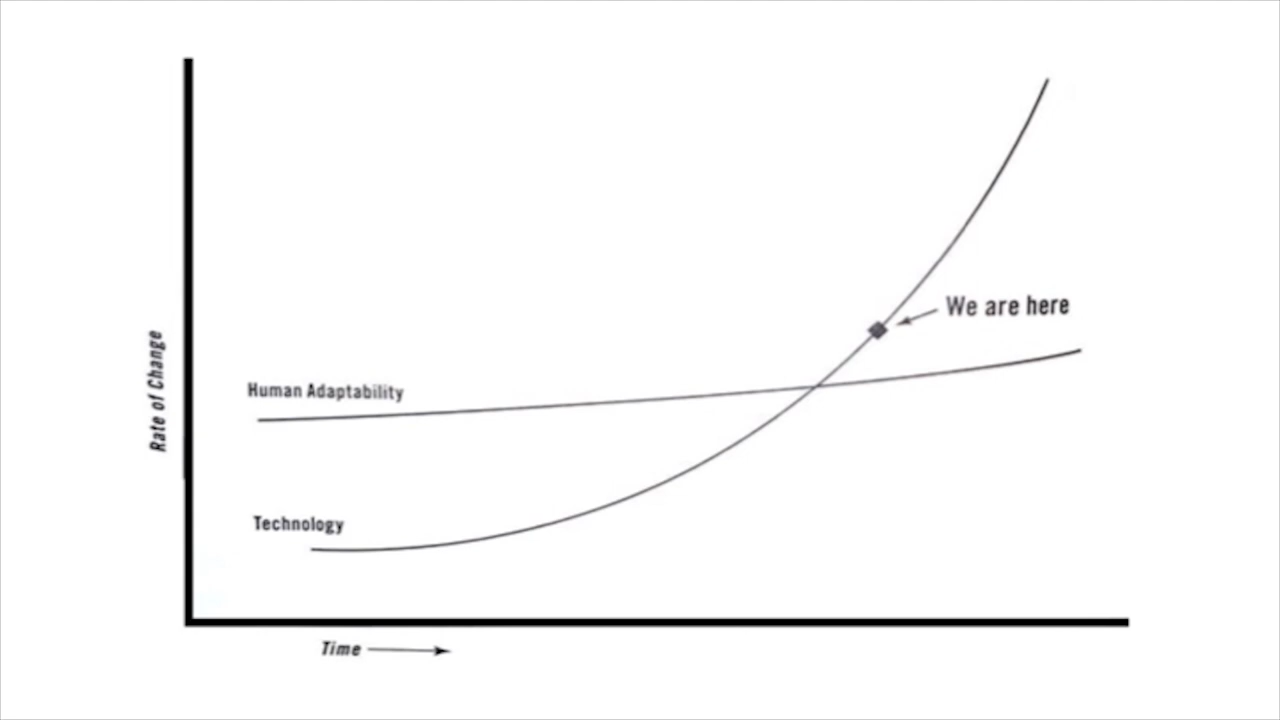 We are here
Human Adaptability
Rate of Change
Technology
Time